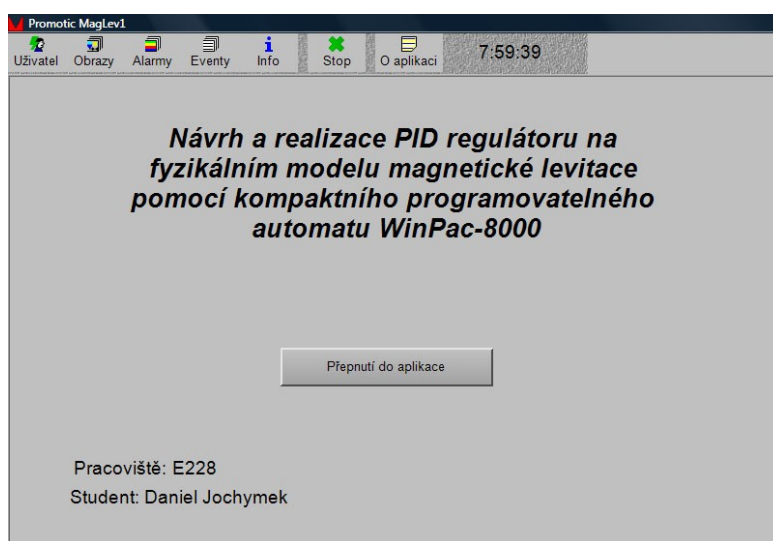 Promotic MagLev1
Uživatel Obrazy Alarmy Eventy Info Stop O aplikaci 7:59:39
Návrh a realizace PID regulátoru na
fyzikálním modelu magnetické levitace
pomocí kompaktního programovatelného
automatu WinPac-8000
Přepnutí do aplikace
Pracoviště: E228
Student: Daniel Jochymek